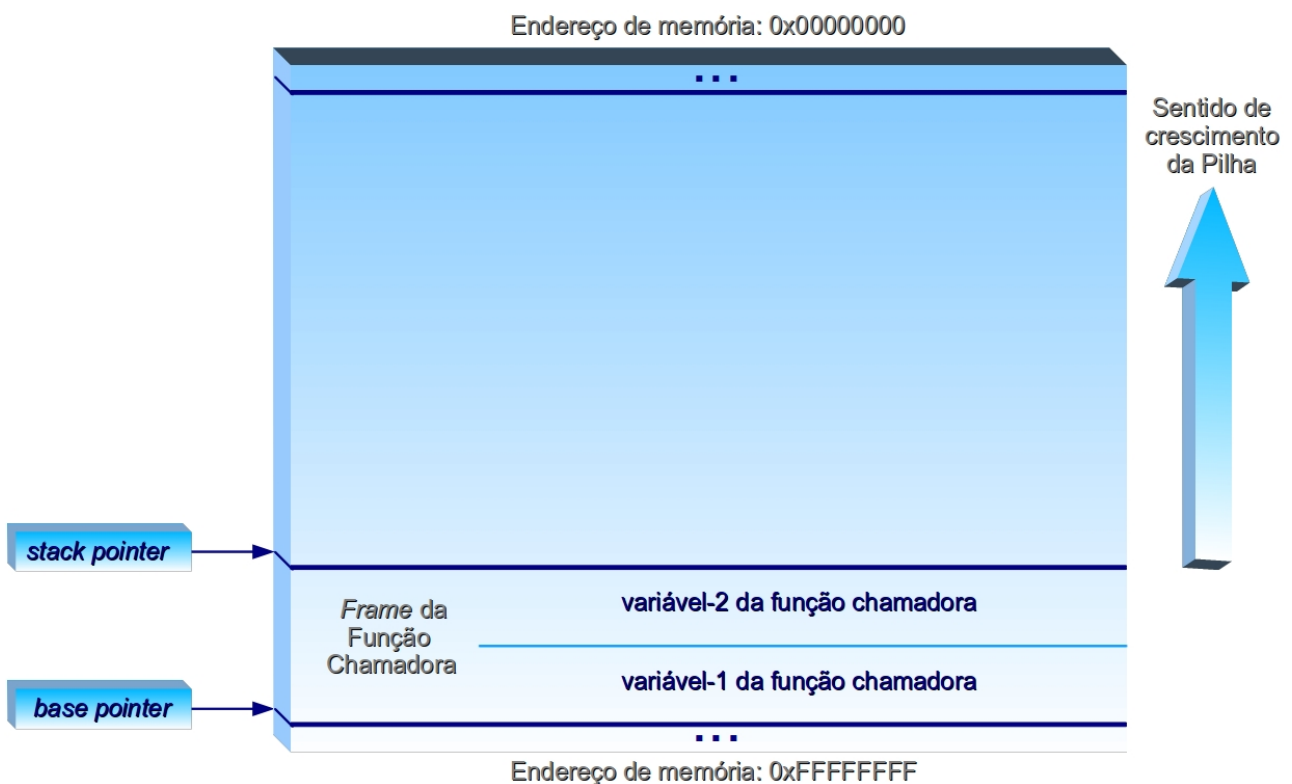 Endereço de memória: 0x00000000
...
Sentido de
crescimento
da Pilha
stack pointer
Frame da
Função
Chamadora
variável-2 da função chamadora
variável-1 da função chamadora
base pointer
...
Endereço de memória: 0xFFFFFFFF